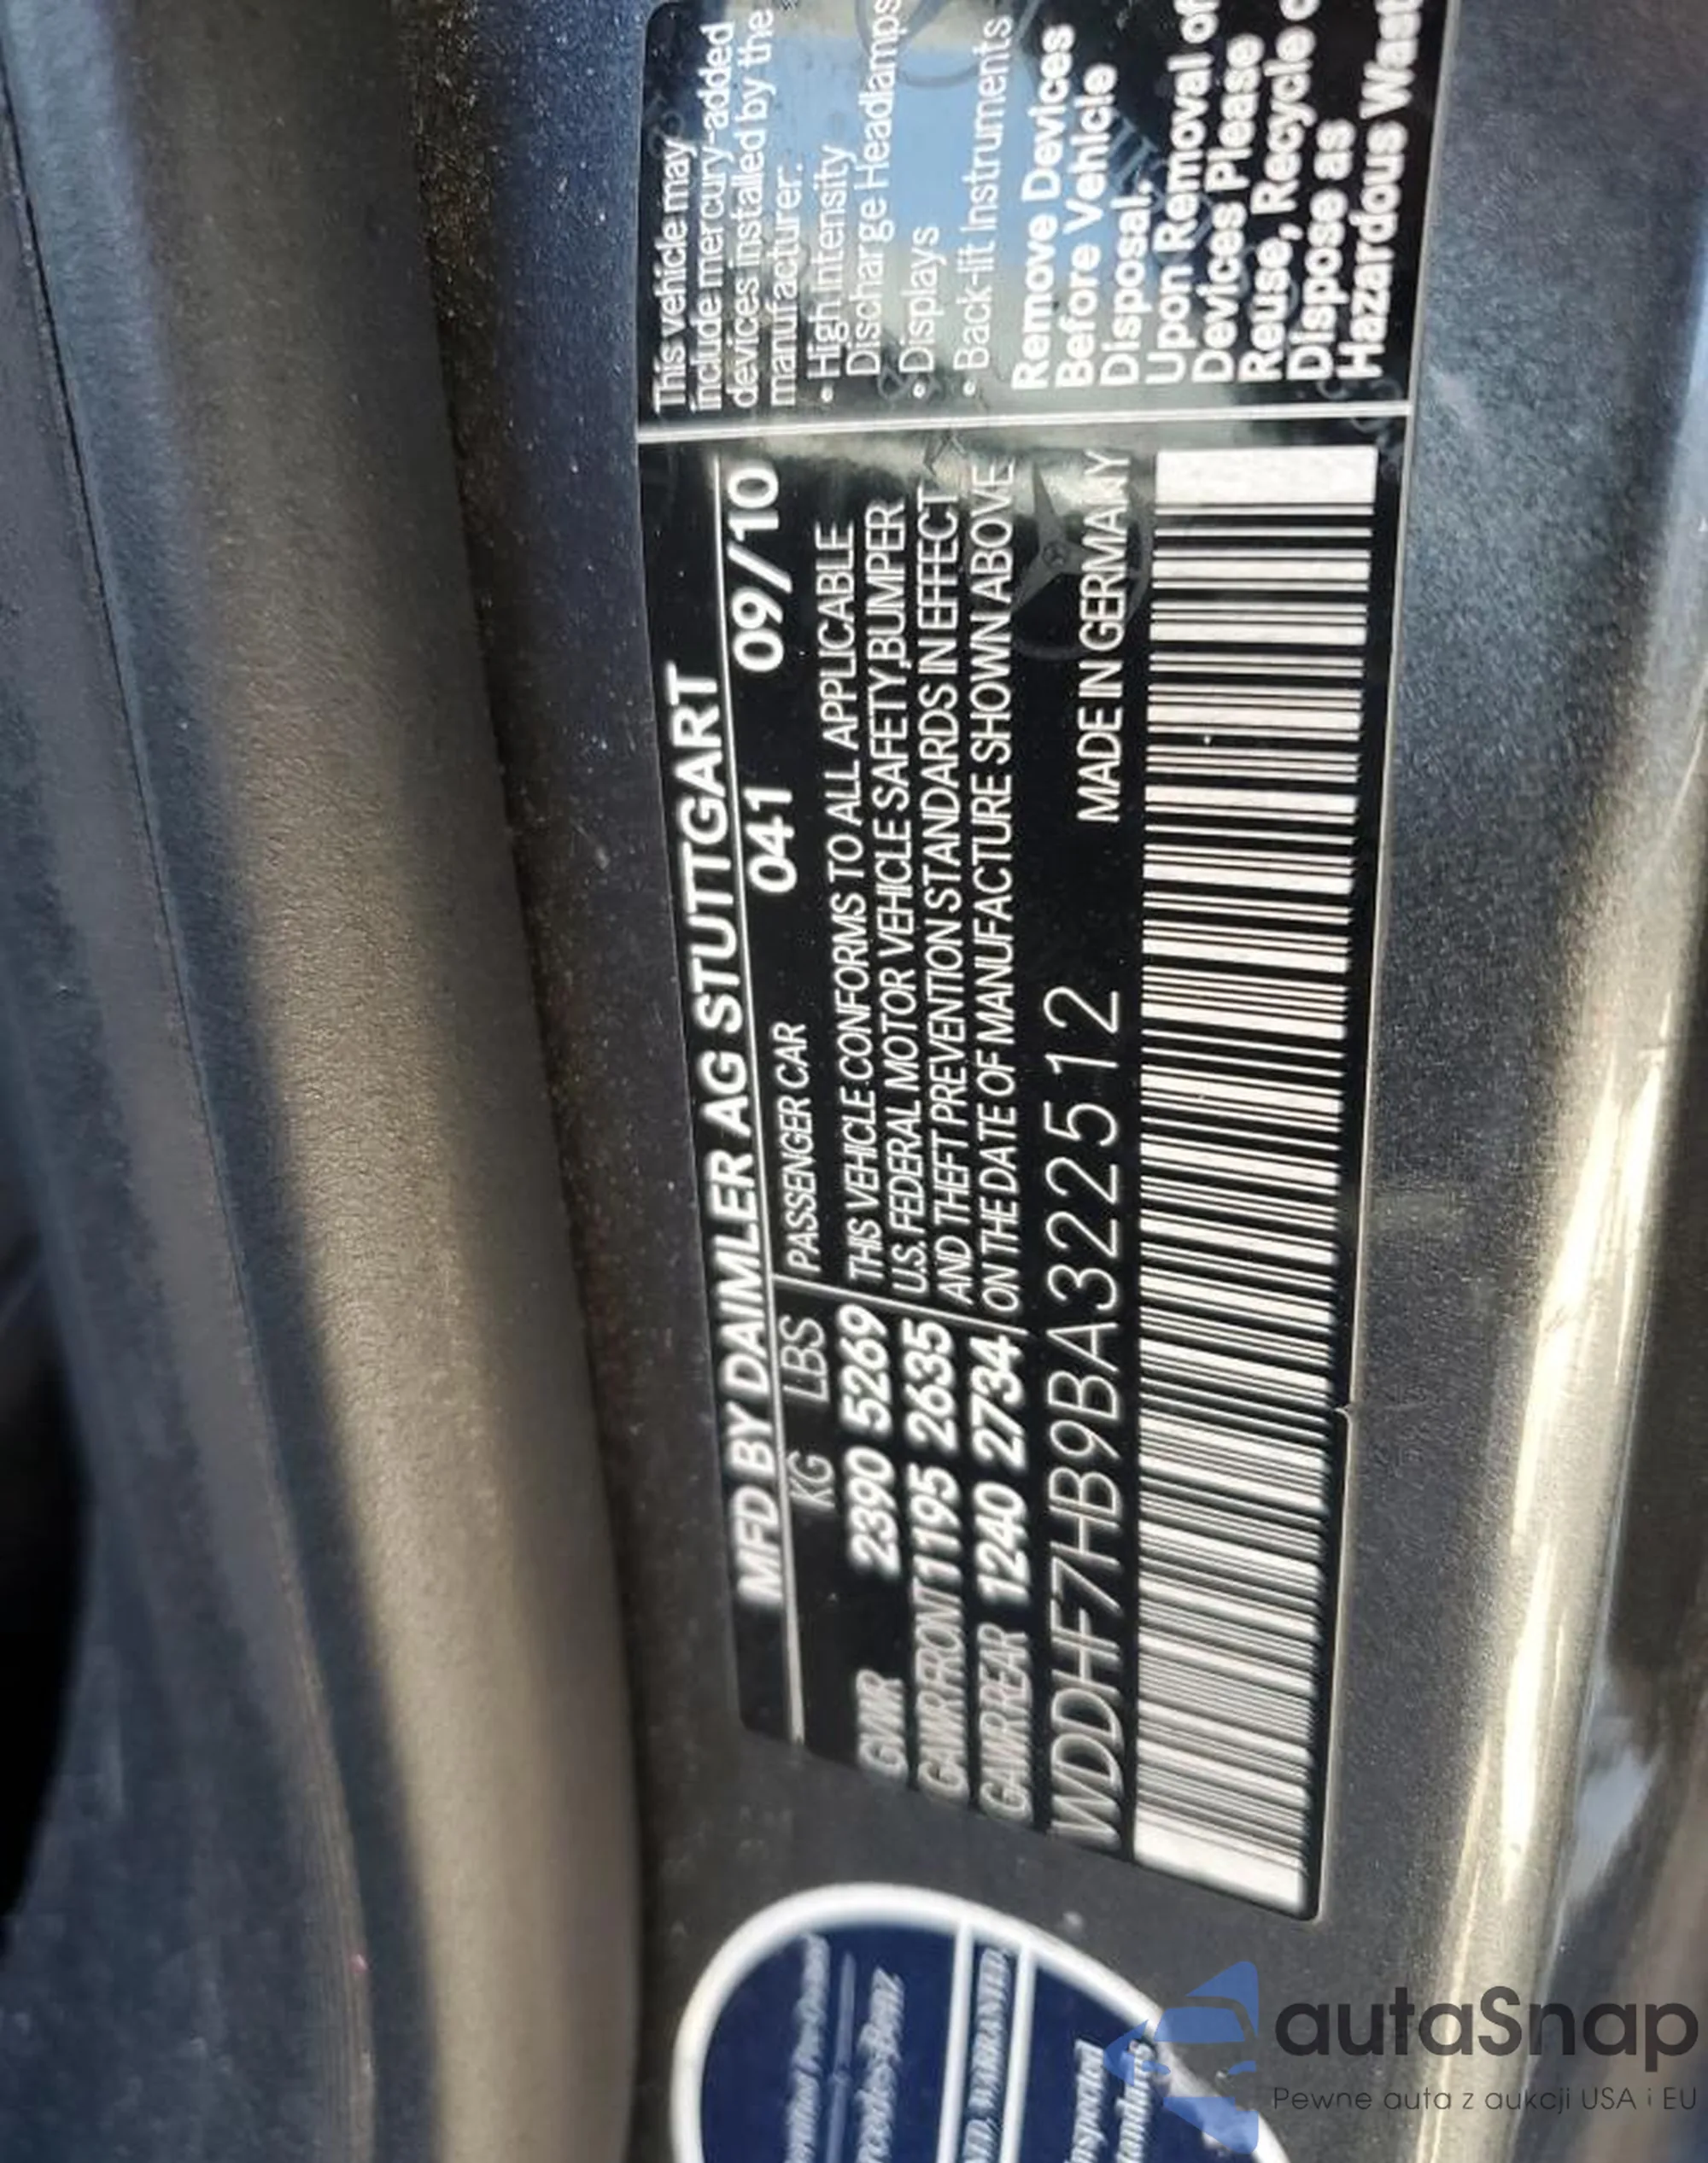 MFD BY DAIMLER AG STUTTGART
KG LBS PASSENGER CAR 041 09/10
GVWR 2390 5269 THIS VEHICLE CONFORMS TO ALL APPLICABLE
GAWR FRONT 1195 2635 U.S. FEDERAL MOTOR VEHICLE SAFETY,BUMPER
AND THEFT PREVENTION STANDARDS IN EFFECT
GAWR REAR 1240 2734 ON THE DATE OF MANUFACTURE SHOWN ABOVE
WDDHF7HB9BA322512 MADE IN GERMANY
This vehicle may
include mercury-added
devices installed by the
manufacturer:
• High intensity
Discharge Headlamps
• Displays
• Back-lit Instruments
Remove Devices
Before Vehicle
Disposal.
Upon Removal of
Devices Please
Reuse, Recycle o
Dispose as
Hazardous Wast
autaSnap
Pewne auta z aukcji USA i EU